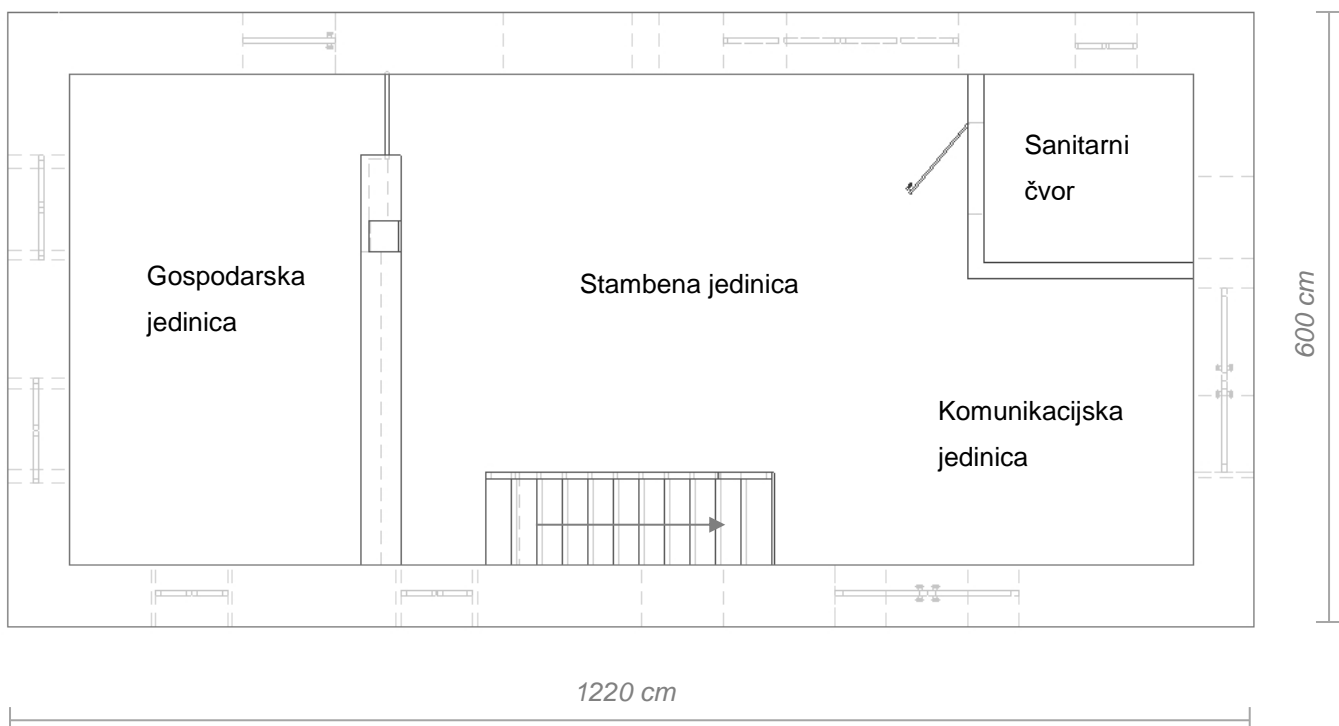 Sanitarni
čvor
Gospodarska
jedinica
Stambena jedinica
600 cm
Komunikacijska
jedinica
1220 cm